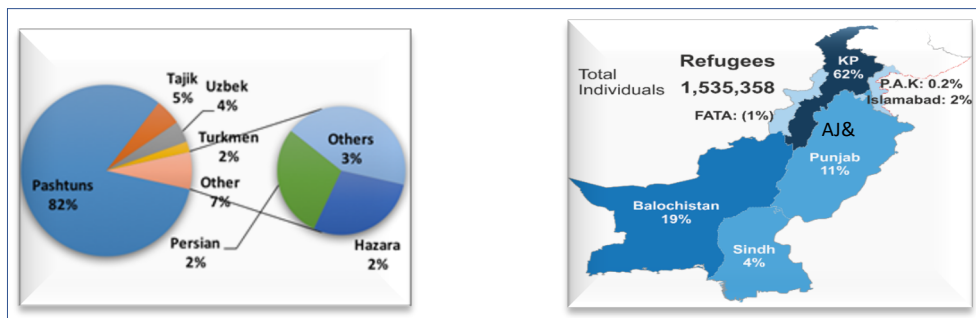 Tajik
5%
Uzbek
4%
Turkmen
2%
Other
7%
Pashtuns
82%
Persian
2%
Others
3%
Hazara
2%
Total
Individuals
Refugees
1,535,358
FATA: (1%)
KP
62%
P.A.K: 0.2%
Islamabad: 2%
AJ&
Punjab
11%
Balochistan
19%
Sindh
4%